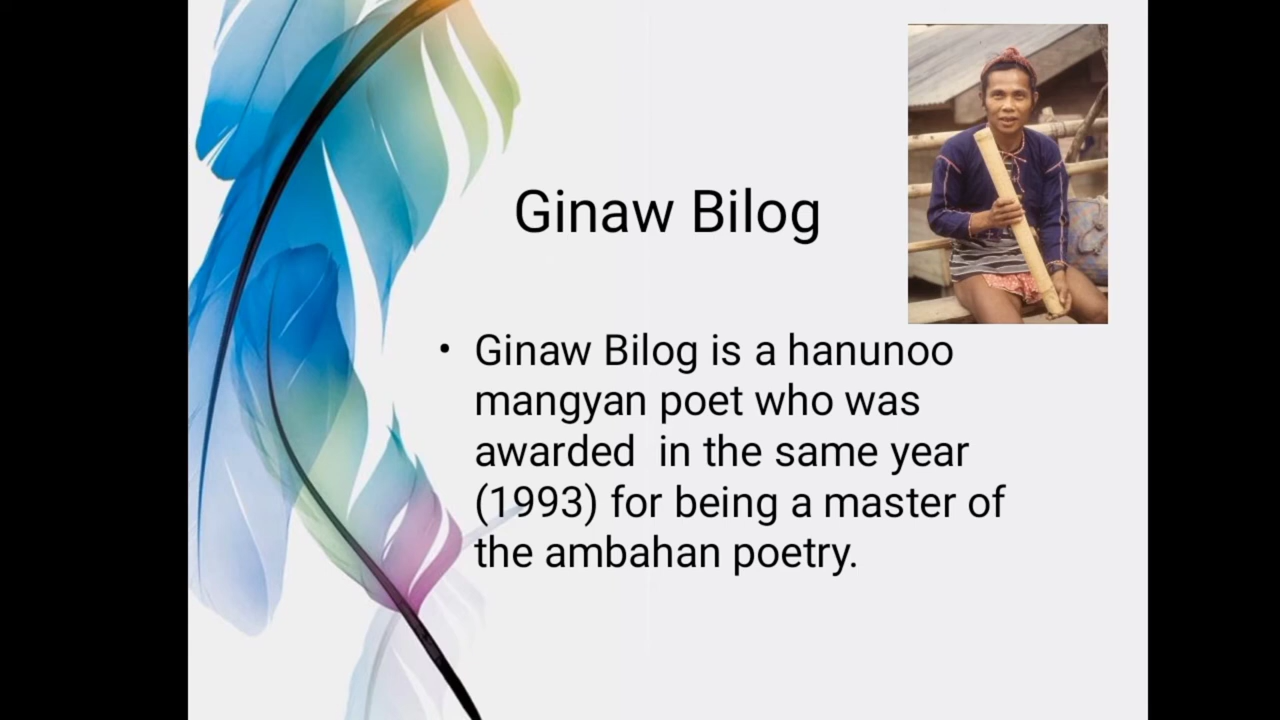 Ginaw Bilog
• Ginaw Bilog is a hanunoo
mangyan poet who was
awarded  in the same year
(1993) for being a master of
the ambahan poetry.